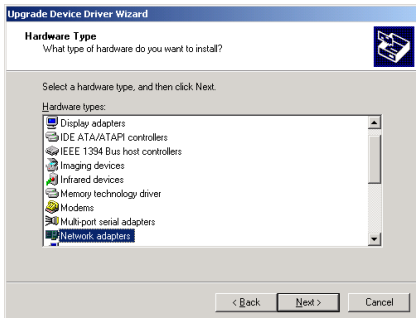 Upgrade Device Driver Wizard
Hardware Type
What type of hardware do you want to install?
Select a hardware type, and then click Next.
Hardware types:
Display adapters
IDE ATA/ATAPI controllers
IEEE 1394 Bus host controllers
Imaging devices
Infrared devices
Memory technology driver
Modems
Multi-port serial adapters
Network adapters
< Back
Next >
Cancel